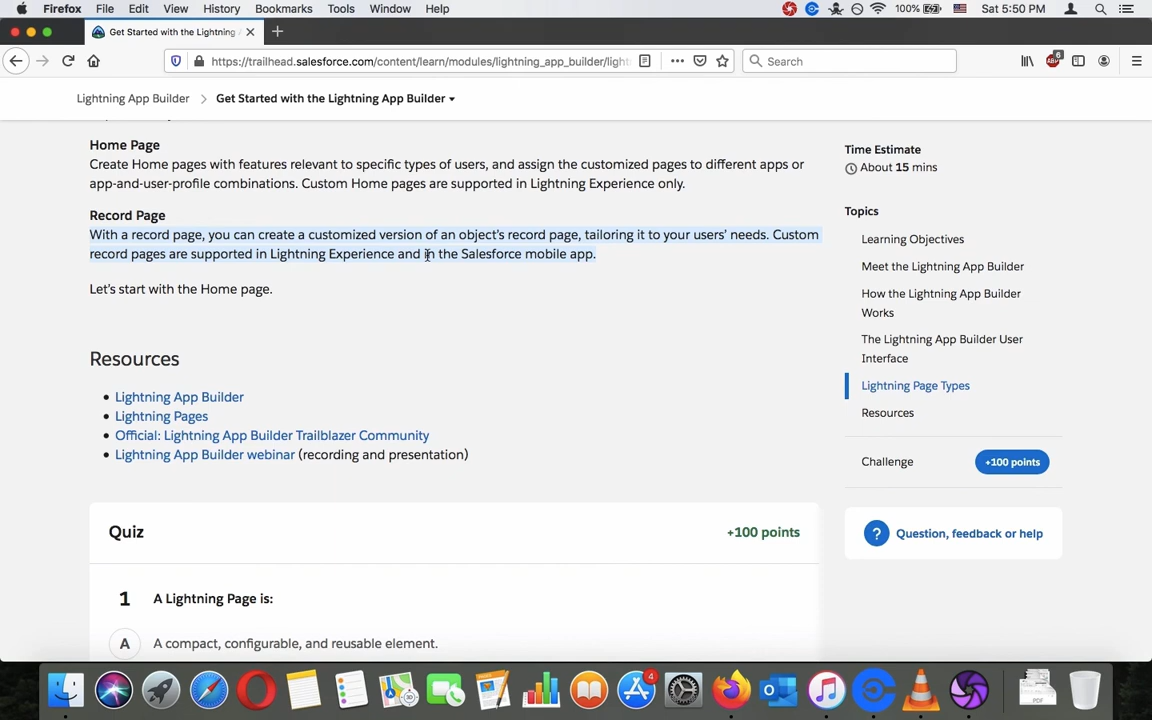 Firefox File Edit View History Bookmarks Tools Window Help 100% Sat 5:50 PM
Get Started with the Lightning
https://trailhead.salesforce.com/content/learn/modules/lightning_app_builder/light Search
Lightning App Builder > Get Started with the Lightning App Builder
Home Page
Create Home pages with features relevant to specific types of users, and assign the customized pages to different apps or
app-and-user-profile combinations. Custom Home pages are supported in Lightning Experience only.
Record Page
With a record page, you can create a customized version of an object's record page, tailoring it to your users' needs. Custom
record pages are supported in Lightning Experience and in the Salesforce mobile app.
Let's start with the Home page.
Resources
• Lightning App Builder
• Lightning Pages
• Official: Lightning App Builder Trailblazer Community
• Lightning App Builder webinar (recording and presentation)
Quiz +100 points
1 A Lightning Page is:
A A compact, configurable, and reusable element.
Time Estimate
About 15 mins
Topics
Learning Objectives
Meet the Lightning App Builder
How the Lightning App Builder
Works
The Lightning App Builder User
Interface
Lightning Page Types
Resources
Challenge +100 points
? Question, feedback or help
4
PDF